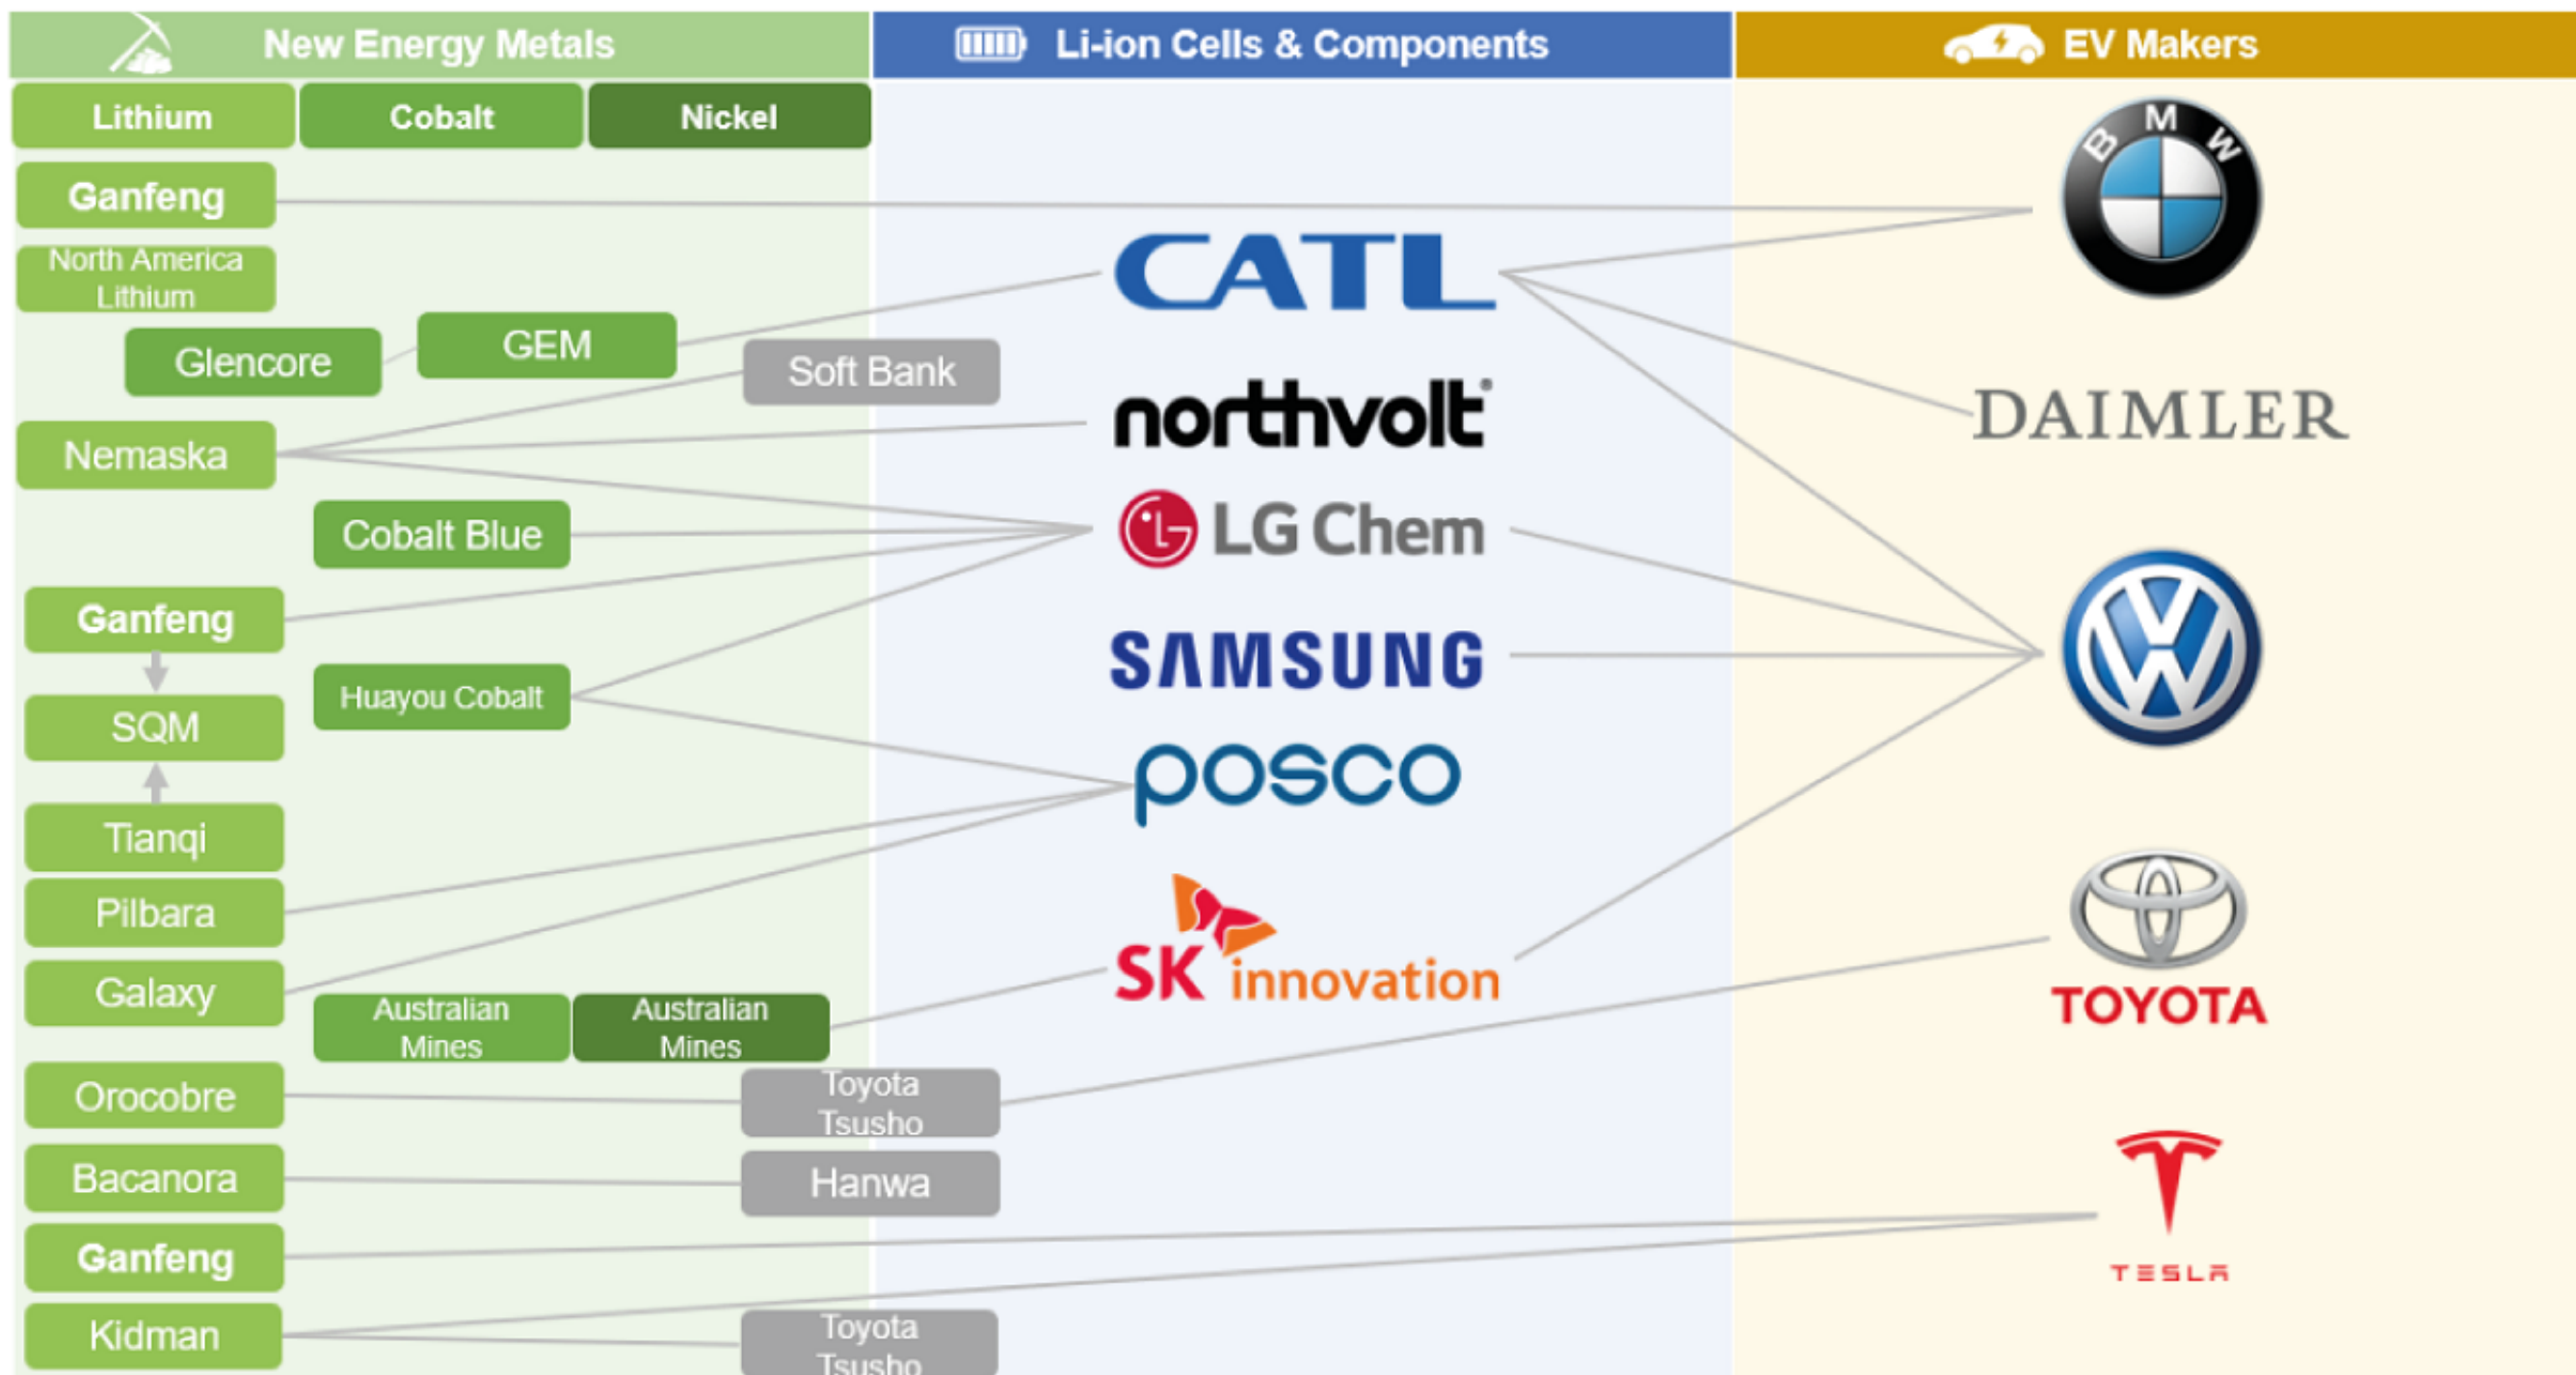 New Energy Metals
Li-ion Cells & Components
EV Makers
Lithium
Cobalt
Nickel
BMW
Ganfeng
North America
Lithium
CATL
Glencore
GEM
Soft Bank
northvolt
DAIMLER
Nemaska
Cobalt Blue
LG Chem
Ganfeng
SAMSUNG
VW
Huayou Cobalt
SQM
posco
Tianqi
Pilbara
SK innovation
Galaxy
TOYOTA
Australian
Mines
Australian
Mines
Orocobre
Toyota
Tsusho
Bacanora
Hanwa
Ganfeng
TESLA
Kidman
Toyota
Tsusho